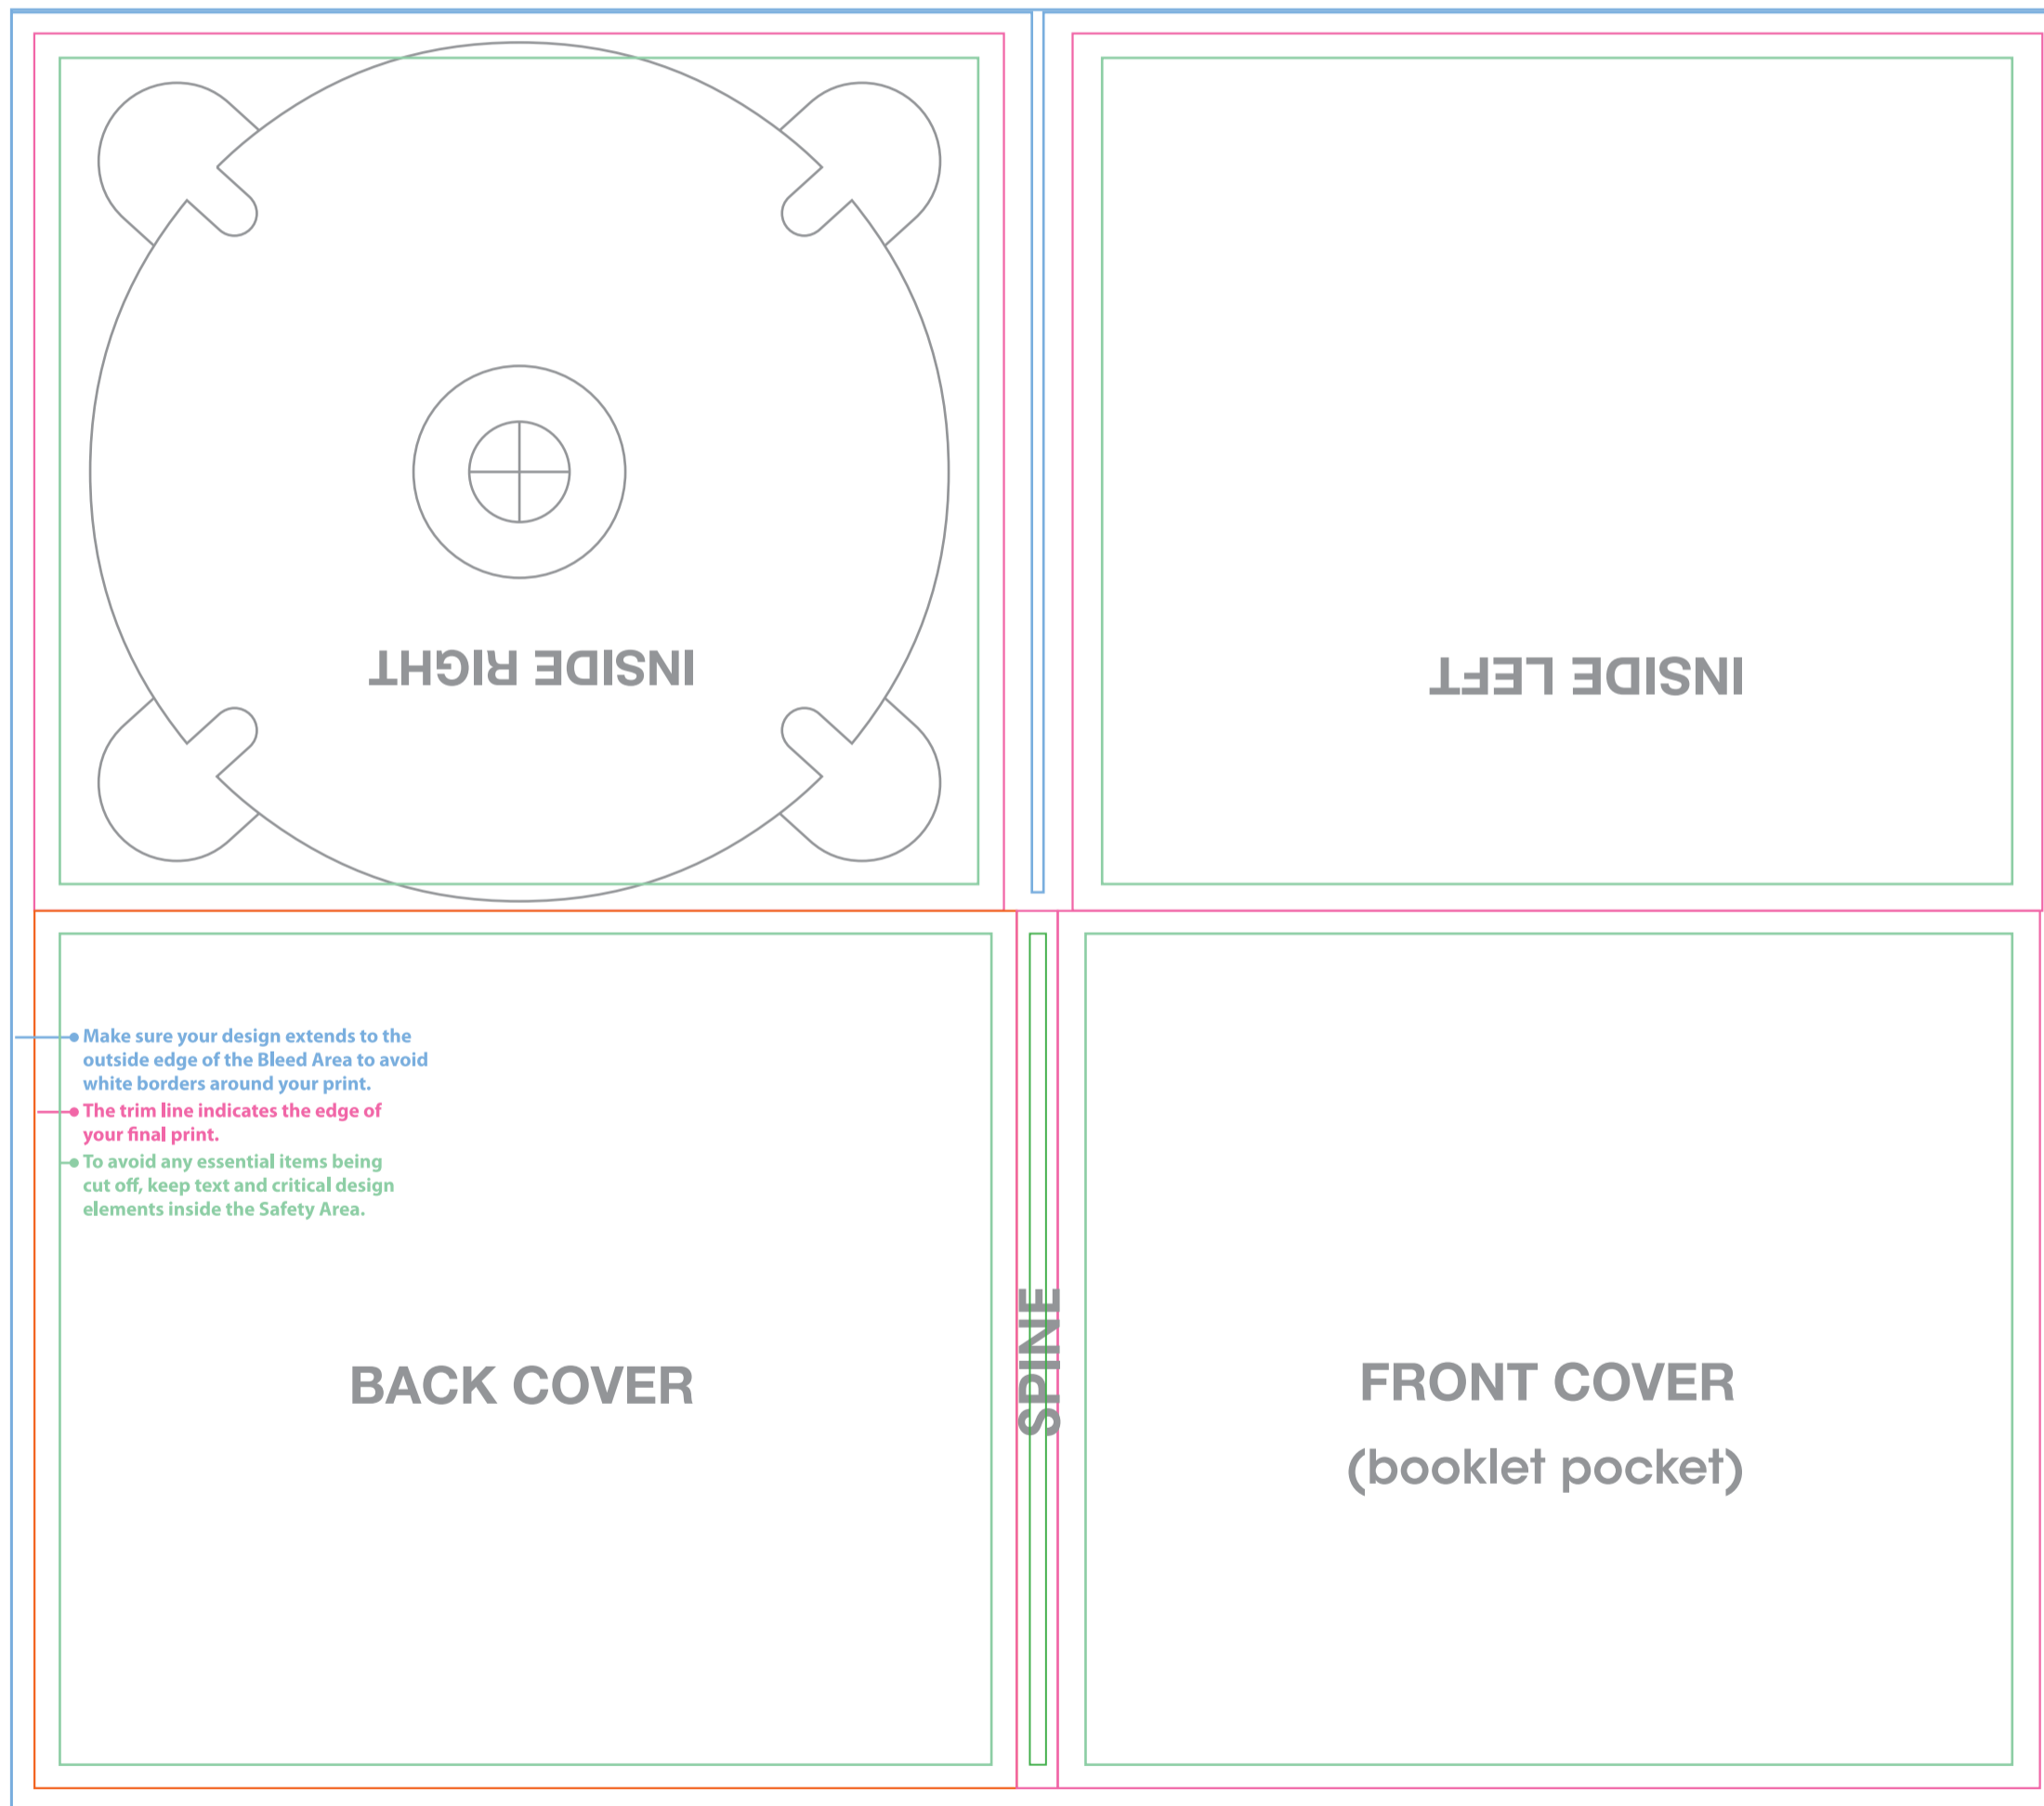 INSIDE RIGHT
INSIDE LEFT
Make sure your design extends to the
outside edge of the Bleed Area to avoid
white borders around your print.
The trim line indicates the edge of
your final print.
To avoid any essential items being
cut off, keep text and critical design
elements inside the Safety Area.
BACK COVER
SPINE
FRONT COVER
(booklet pocket)